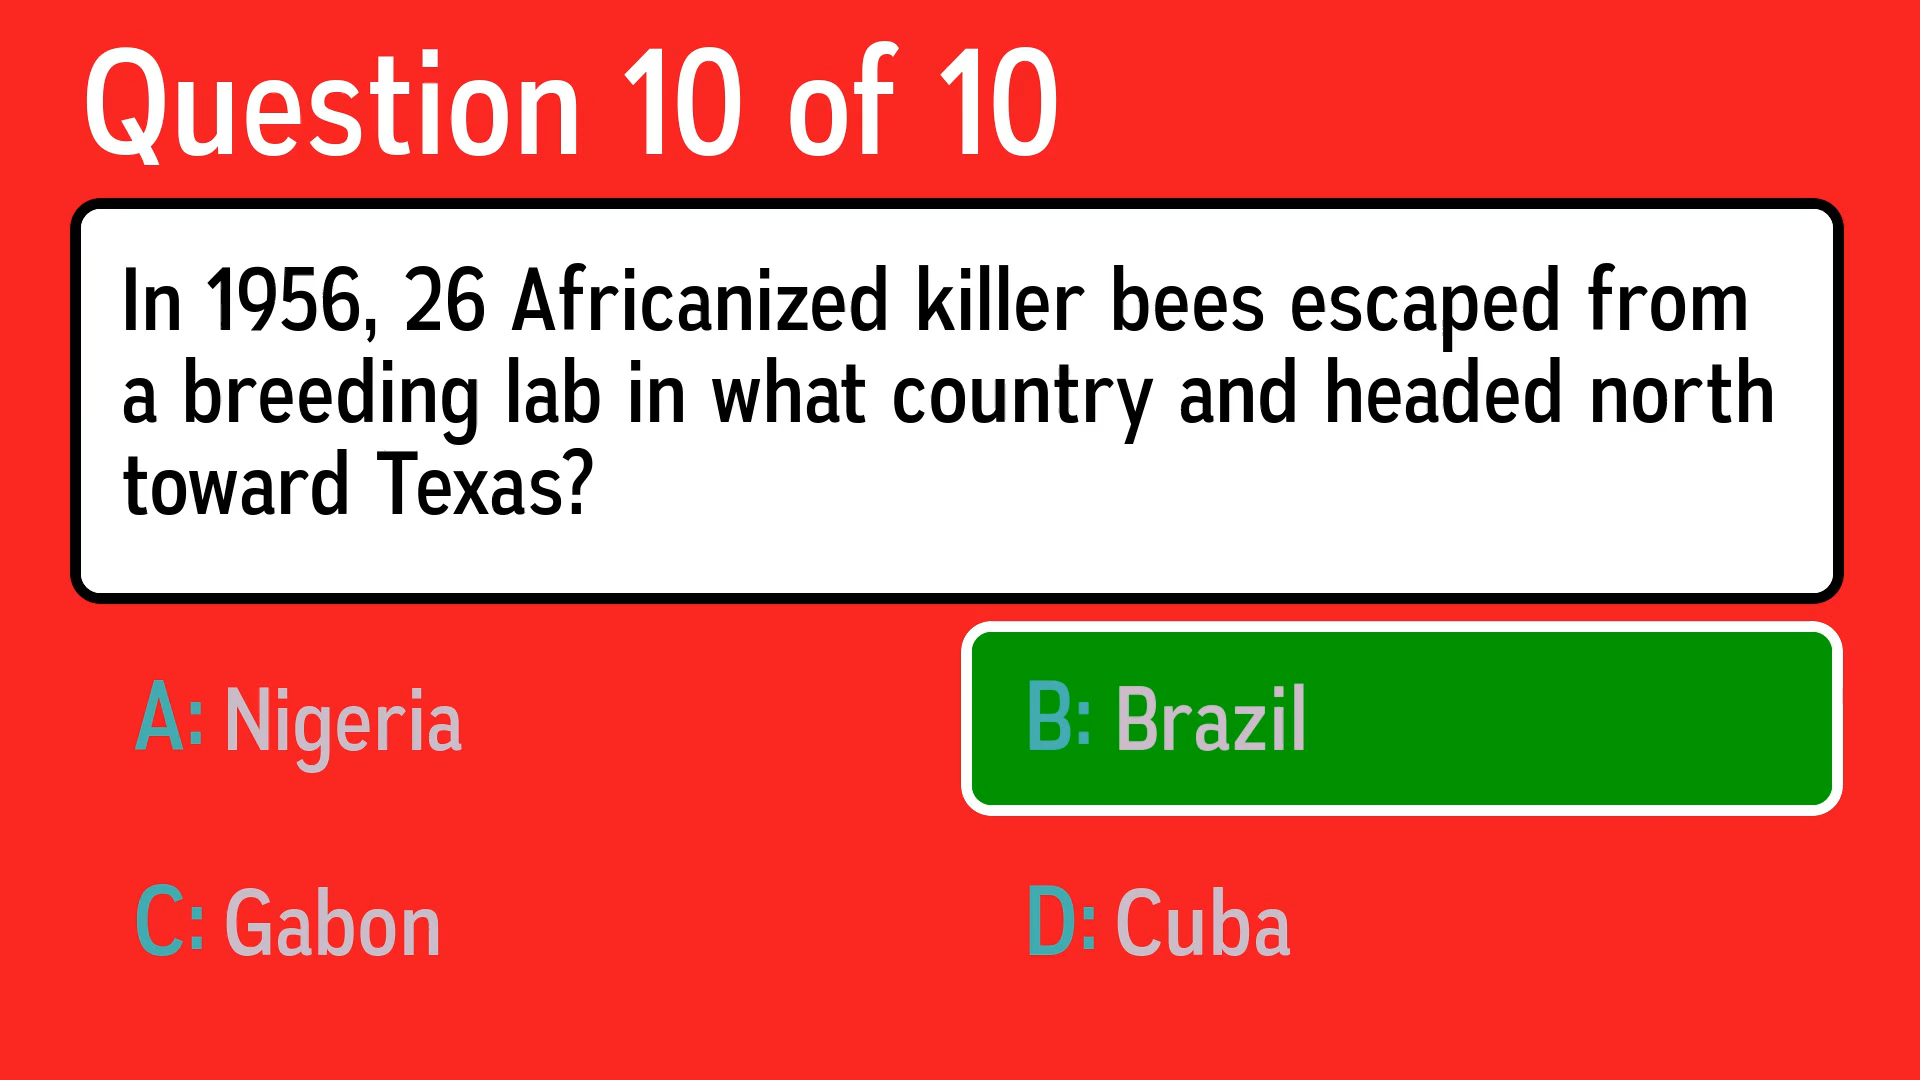 Question 10 of 10
In 1956, 26 Africanized killer bees escaped from
a breeding lab in what country and headed north
toward Texas?
A: Nigeria
B: Brazil
C: Gabon
D: Cuba